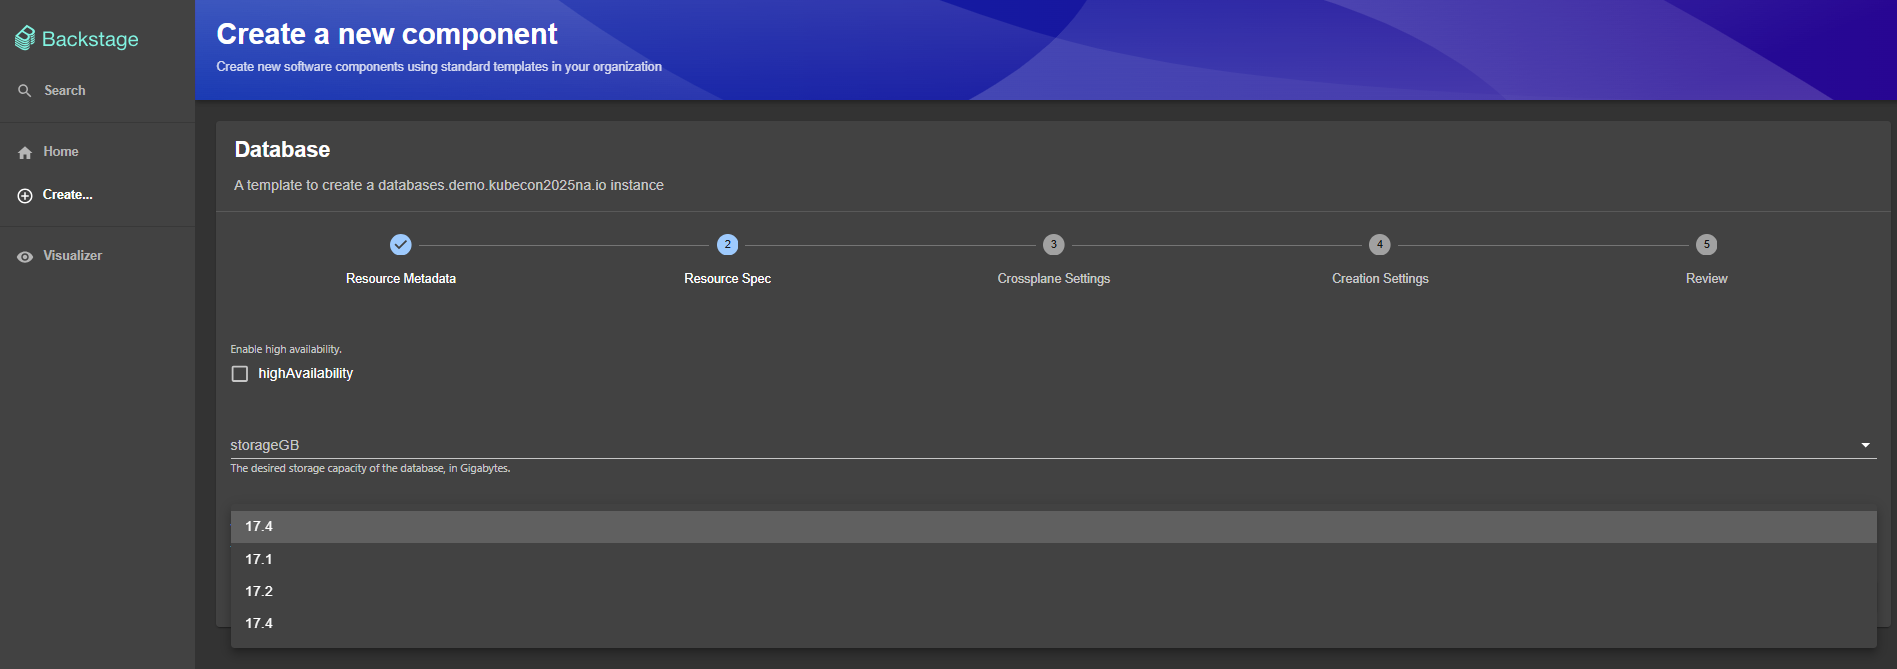 Backstage
Search
Home
Create...
Visualizer
Create a new component
Create new software components using standard templates in your organization
Database
A template to create a databases.demo.kubecon2025na.io instance
2
3
4
5
Resource Metadata
Resource Spec
Crossplane Settings
Creation Settings
Review
Enable high availability.
highAvailability
storageGB
The desired storage capacity of the database, in Gigabytes.
17.4
17.1
17.2
17.4